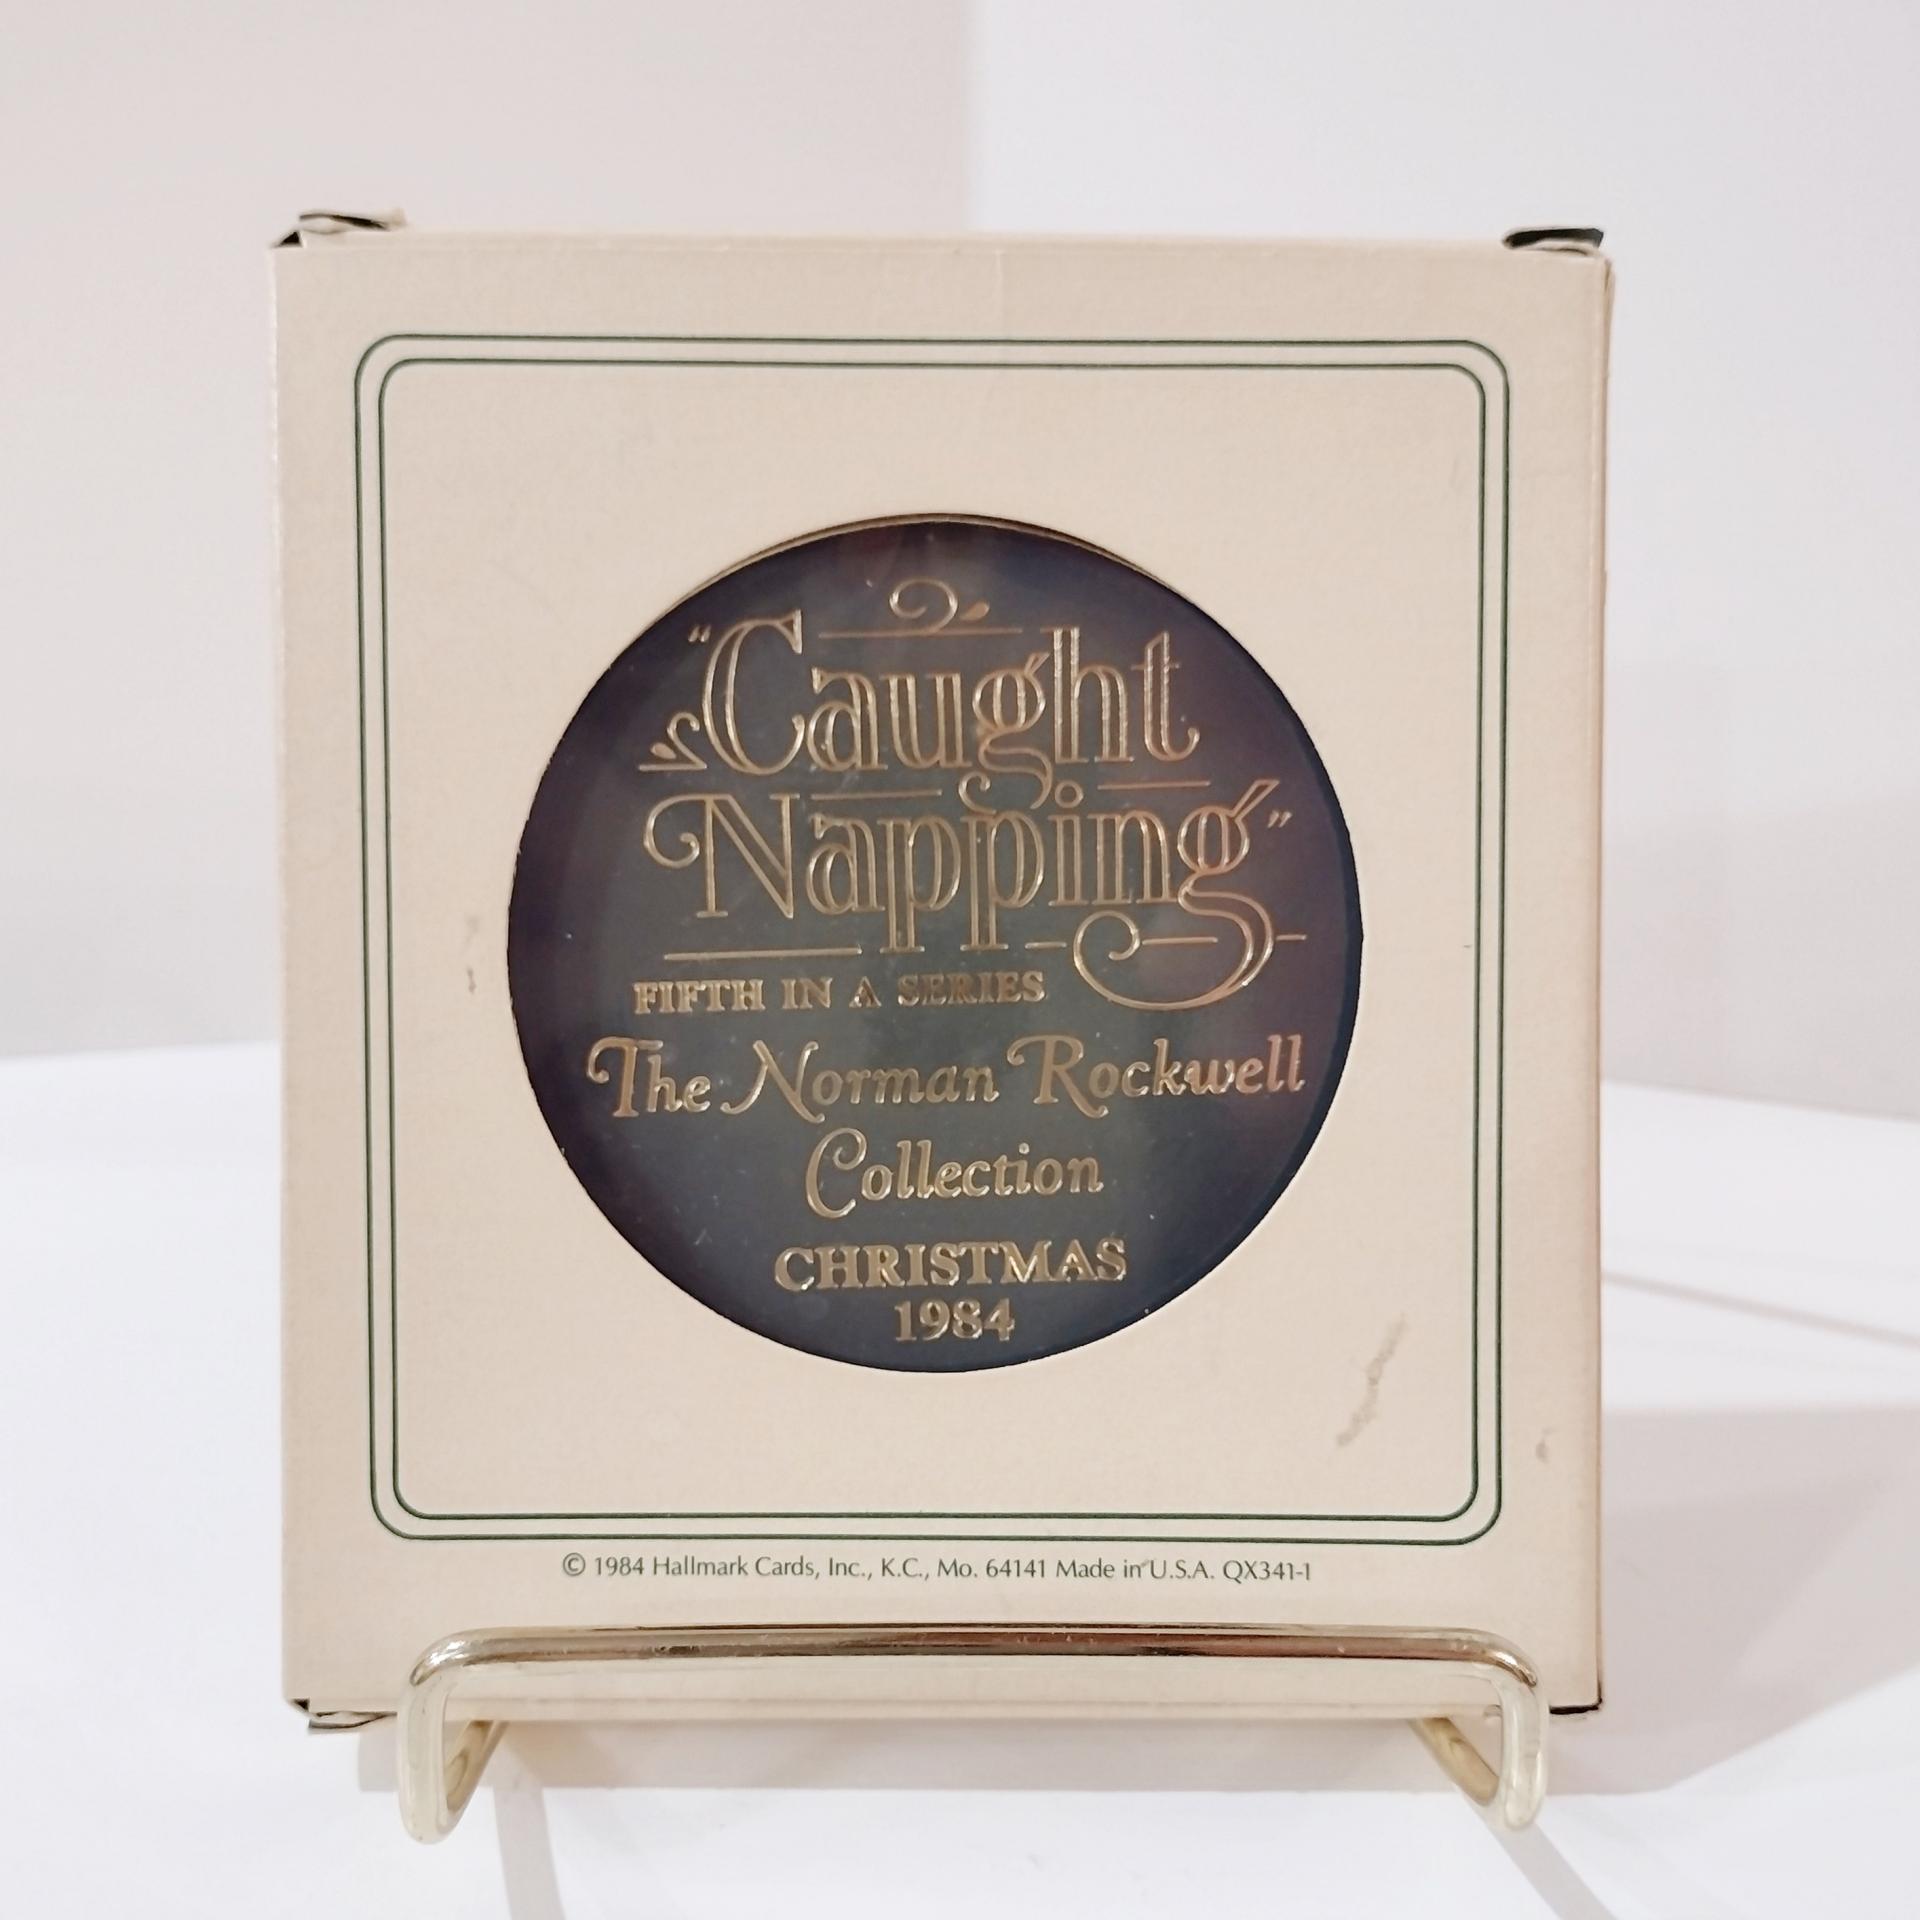 "Caught
Napping"
FIFTH IN A SERIES
The Norman Rockwell
Collection
CHRISTMAS
1984
© 1984 Hallmark Cards, Inc., K.C., Mo. 64141 Made in U.S.A. QX341-1